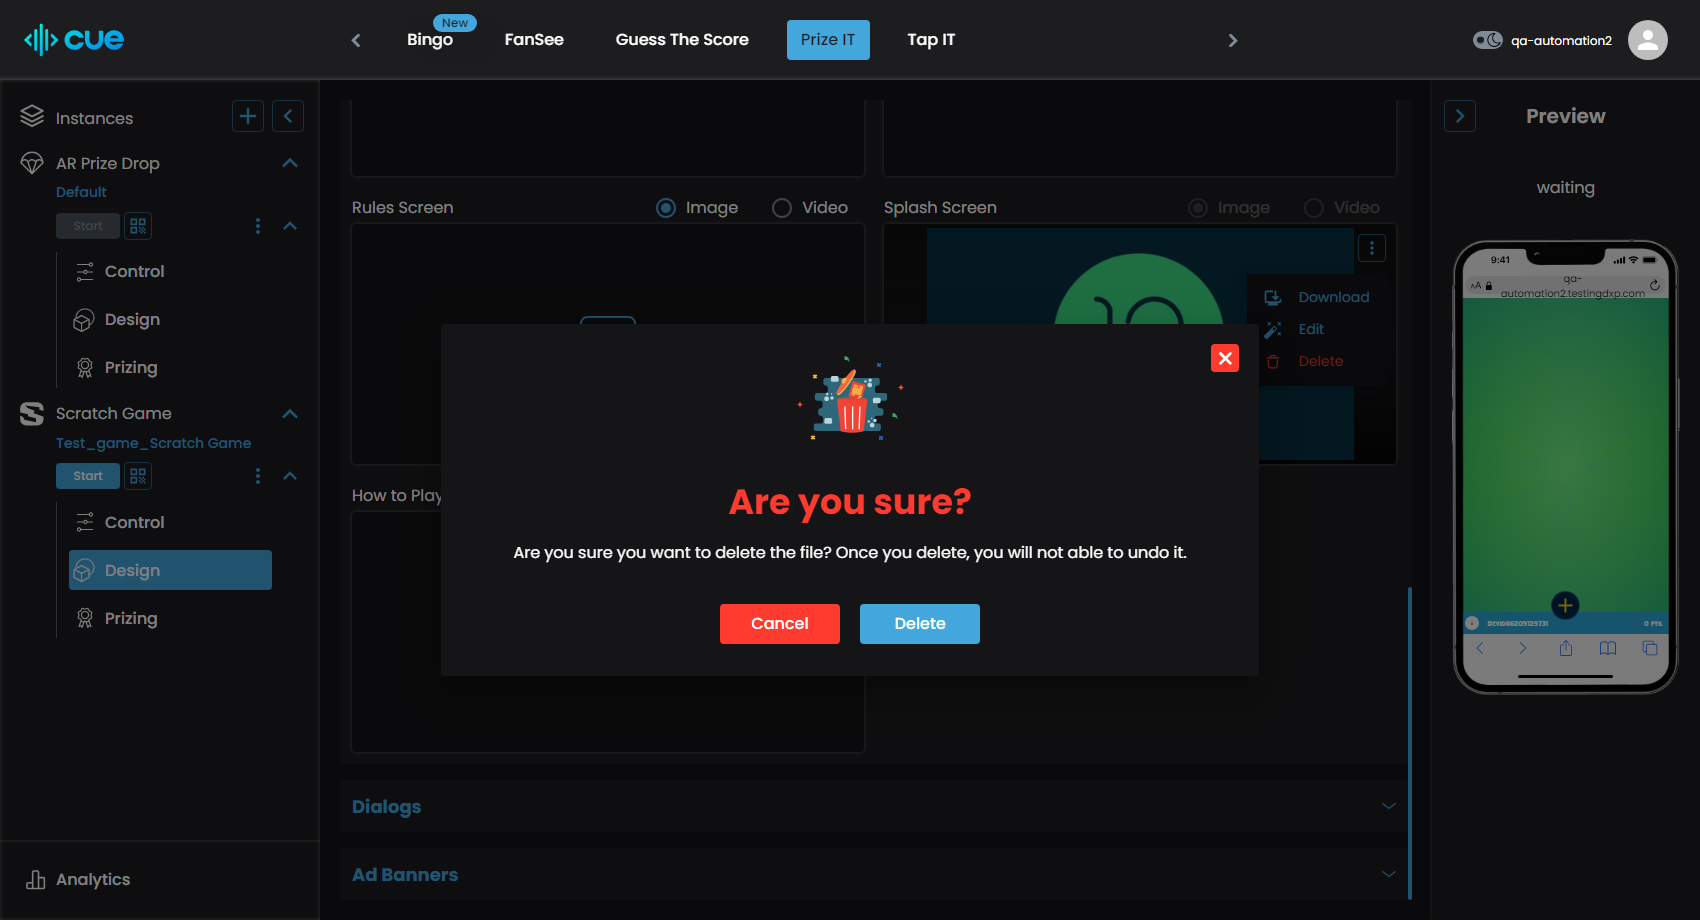 cue
Bingo
New
FanSee
Guess The Score
Prize IT
Tap IT
qa-automation2
Instances
AR Prize Drop
Default
Start
Control
Design
Prizing
Scratch Game
Test_game_Scratch Game
Start
Control
Design
Prizing
Analytics
Rules Screen
Image
Video
Splash Screen
Image
Video
Download
Edit
Delete
How to Play
Are you sure?
Are you sure you want to delete the file? Once you delete, you will not able to undo it.
Cancel
Delete
Dialogs
Ad Banners
Preview
waiting
9:41
AA
qa-
automation2.testingdxp.com
0 PTS.